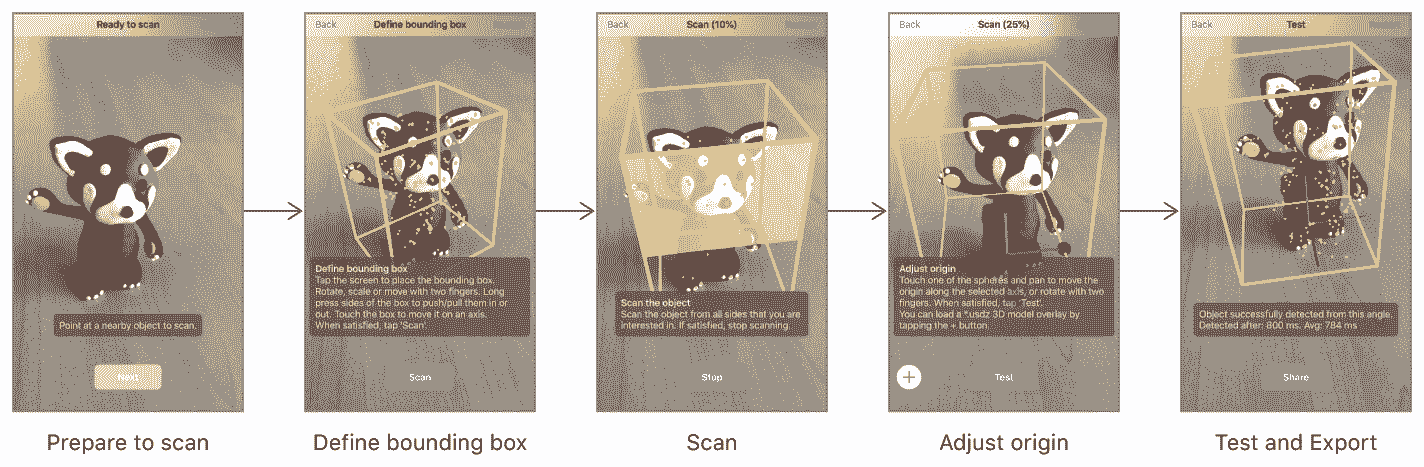 Ready to scan
Point at a nearby object to scan.
Next
Prepare to scan
Back Define bounding box
Define bounding box
Tap the screen to place the bounding box.
Rotate, scale or move with two fingers. Long
press sides of the box to push/pull them in or
out. Touch the box to move it on an axis.
When satisfied, tap 'Scan'.
Scan
Define bounding box
Back Scan (10%)
Scan the object
Scan the object from all sides that you are
interested in. If satisfied, stop scanning.
Stop
Scan
Back Scan (25%)
Adjust origin
Touch one of the spheres and pan to move the
origin along the selected axis, or rotate with two
fingers. When satisfied, tap 'Test'.
You can load a *.usdz 3D model overlay by
tapping the + button.
+
Test
Adjust origin
Back Test
Object successfully detected from this angle.
Detected after: 800 ms. Avg: 784 ms
Share
Test and Export